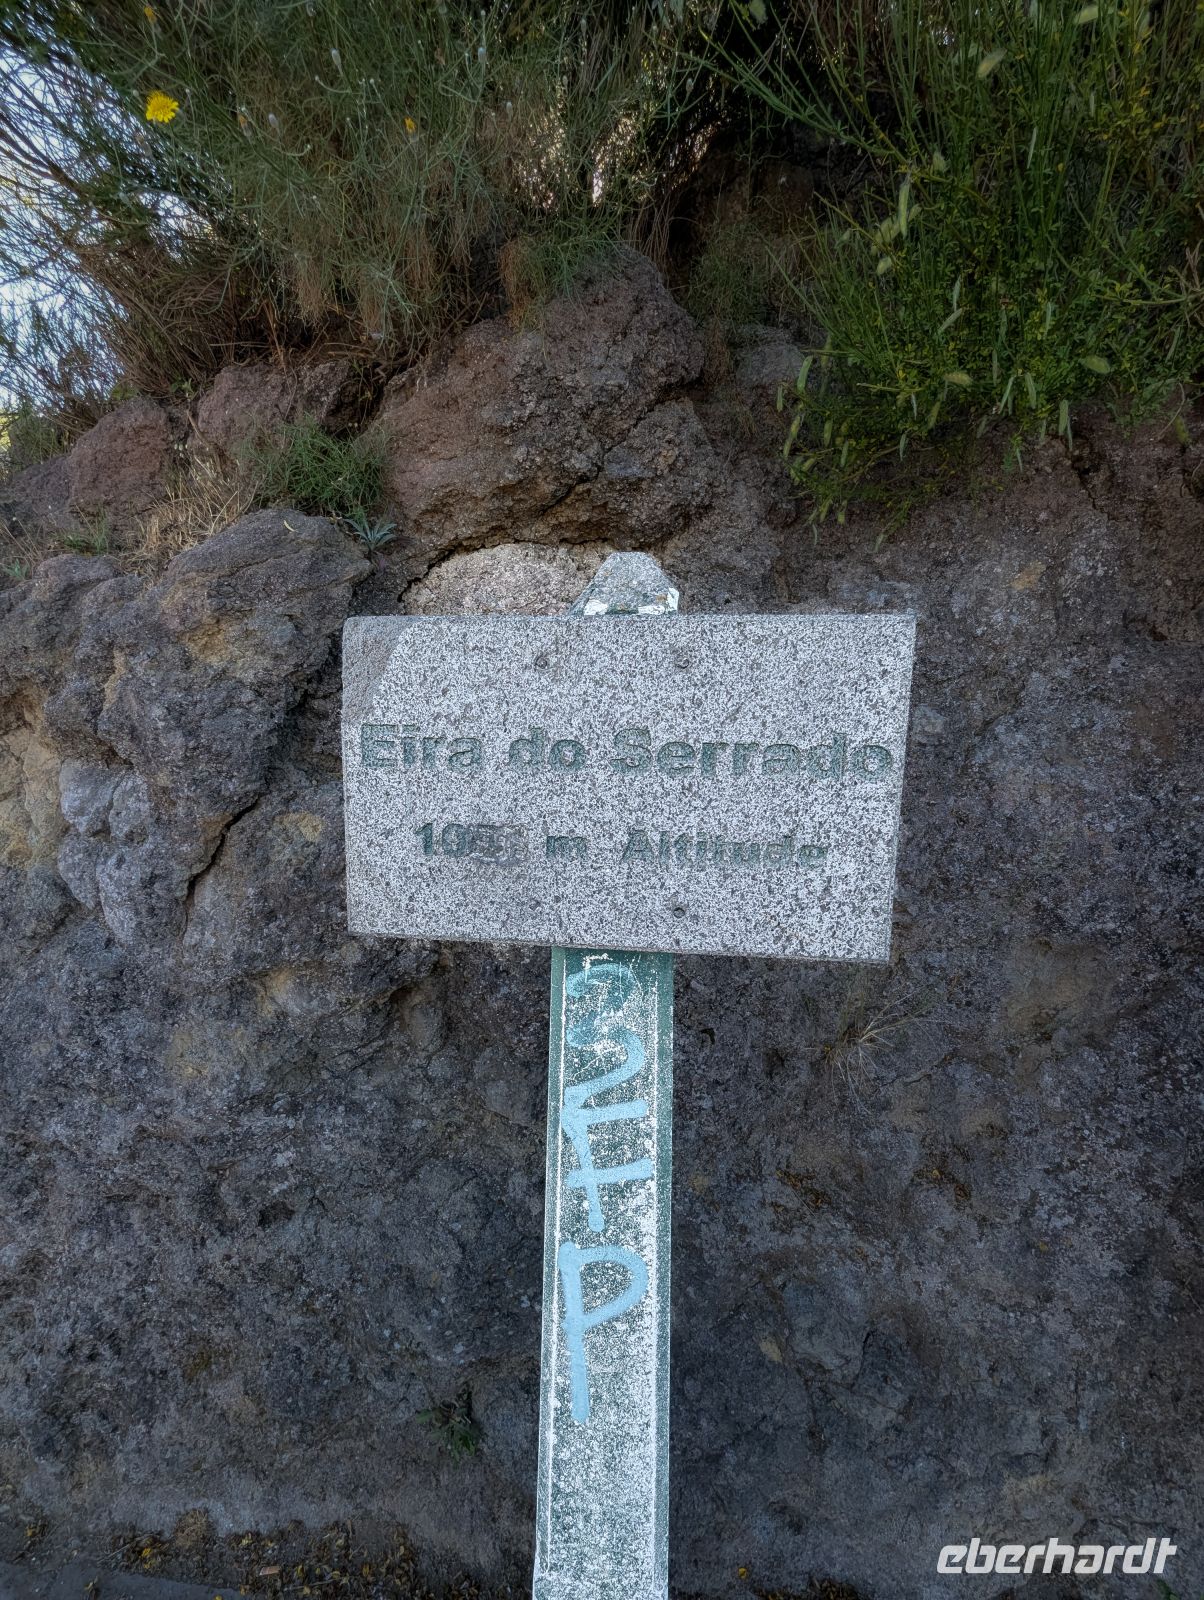 Eira do Serrado
m Altitude
P
eberhardt